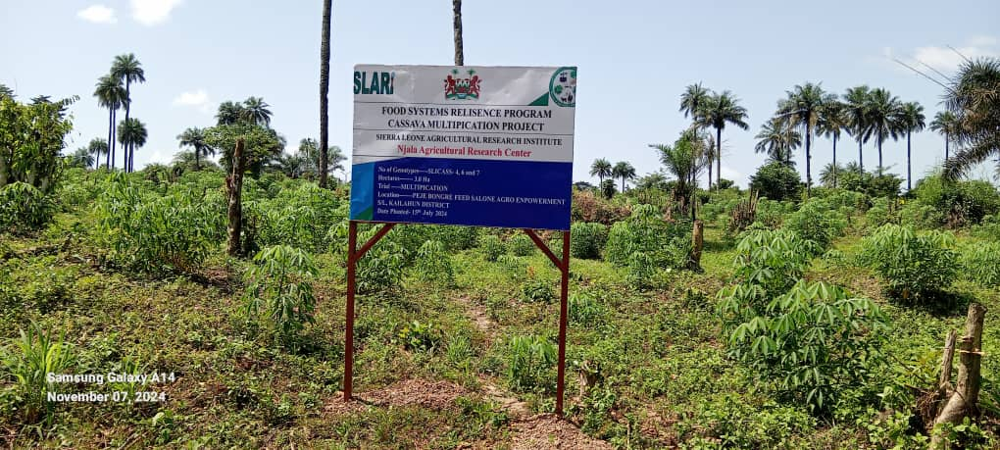 SLARI
FOOD SYSTEMS RELISENCE PROGRAM
CASSAVA MULTIPICATION PROJECT
SIERRA LEONE AGRICULTURAL RESEARCH INSTITUTE
Njala Agricultural Research Center
No of Genotypes----SLICASS- 4, 6 and 7
Hectares------- 3.0 Ha
Trial -------------MULTIPICATION
Location--------PEJE BONGRE FEED SALONE AGRO EMPOWERMENT
S/L, KAILAHUN DISTRICT
Date Planted- 15th July 2024
Samsung Galaxy A14
November 07, 2024